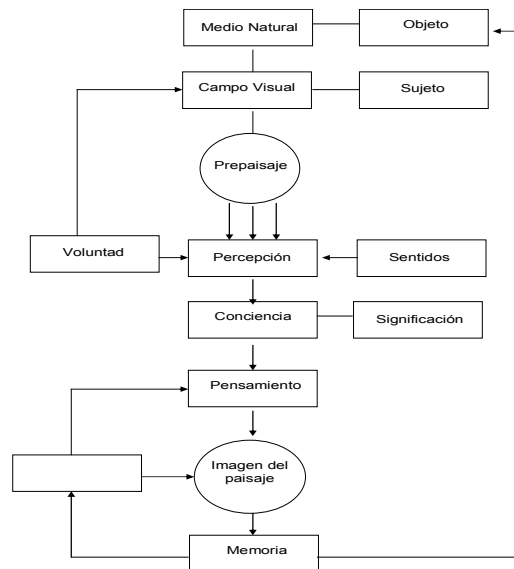 Medio Natural
Objeto
Campo Visual
Sujeto
Prepaisaje
Voluntad
Percepción
Sentidos
Conciencia
Significación
Pensamiento
Imagen del
paisaje
Memoria